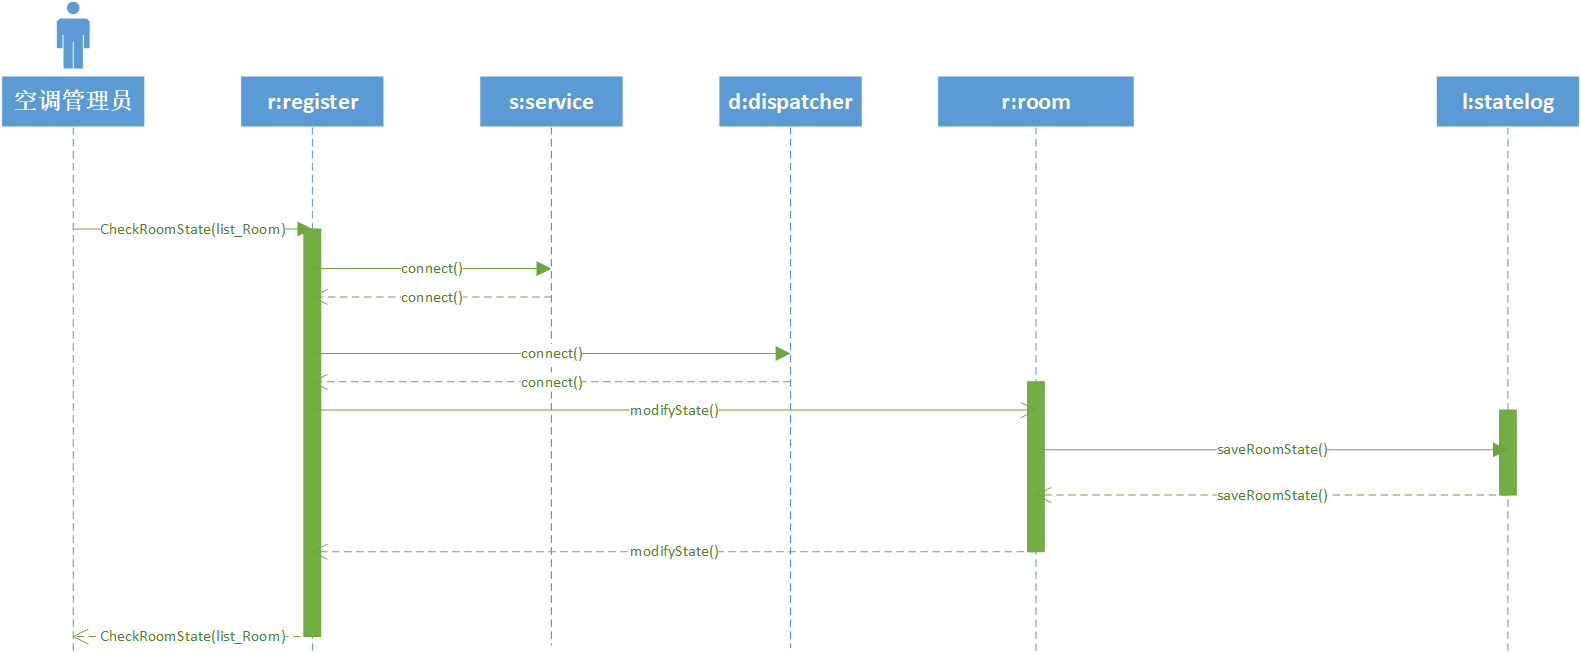 空调管理员
r:register
s:service
d:dispatcher
r:room
l:statelog
CheckRoomState(list_Room)
connect()
connect()
connect()
connect()
modifyState()
saveRoomState()
saveRoomState()
modifyState()
CheckRoomState(list_Room)